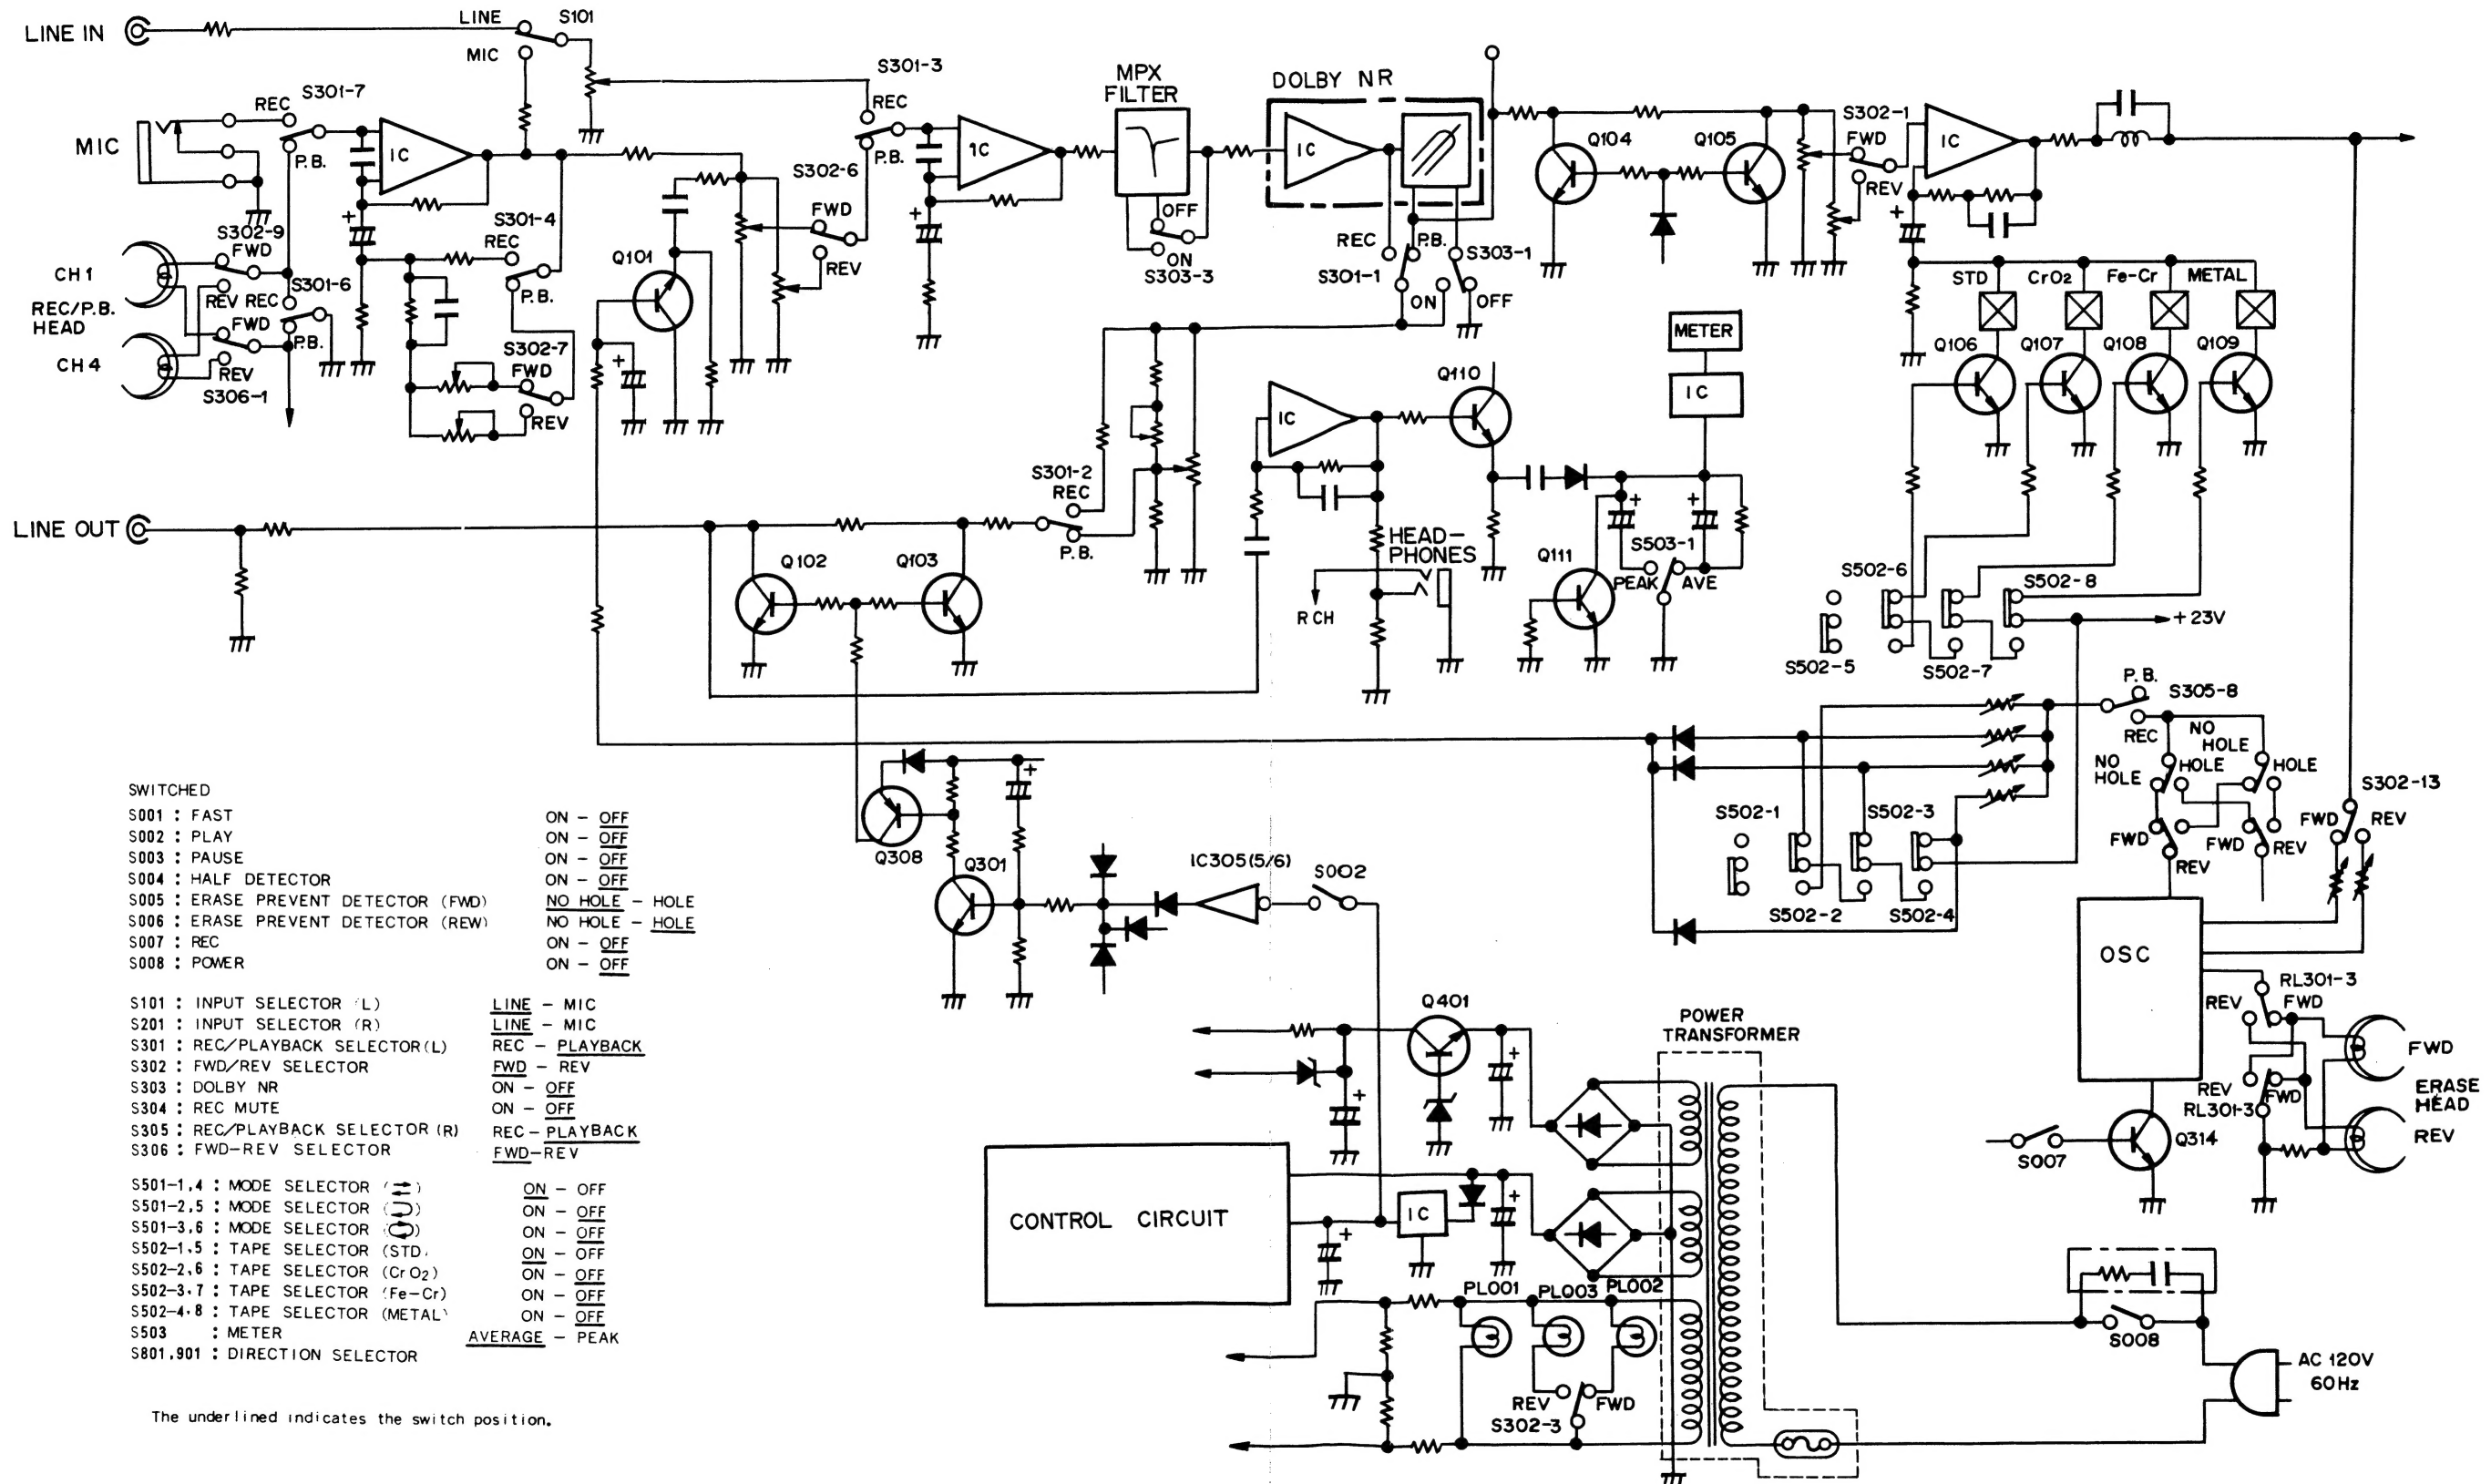 LINE IN
LINE
S101
MIC
S301-3
MPX
FILTER
DOLBY NR
S301-7
REC
REC
S302-1
MIC
IC
IC
IC
Q104
Q105
FWD
IC
P.B.
P.B.
S302-6
REV
S301-4
FWD
OFF
REC
P.B.
S303-1
S302-9
FWD
REC
Q101
REV
ON
S303-3
S301-1
ON
OFF
STD
CrO2
Fe-Cr
METAL
CH 1
REV
REC
S301-6
P.B.
REC/P.B.
HEAD
FWD
P.B.
METER
S302-7
FWD
Q106
Q107
Q108
Q109
CH 4
REV
S306-1
Q110
IC
REV
IC
S301-2
REC
LINE OUT
P.B.
HEAD-
PHONES
Q111
S503-1
PEAK
AVE
Q102
Q103
R CH
S502-6
S502-8
+23V
S502-5
S502-7
P.B.
S305-8
REC
NO
HOLE
NO
HOLE
HOLE
HOLE
S302-13
SWITCHED
S001 : FAST ON - OFF
S002 : PLAY ON - OFF
S003 : PAUSE ON - OFF
S004 : HALF DETECTOR ON - OFF
S005 : ERASE PREVENT DETECTOR (FWD) NO HOLE - HOLE
S006 : ERASE PREVENT DETECTOR (REW) NO HOLE - HOLE
S007 : REC ON - OFF
S008 : POWER ON - OFF
S101 : INPUT SELECTOR (L) LINE - MIC
S201 : INPUT SELECTOR (R) LINE - MIC
S301 : REC/PLAYBACK SELECTOR(L) REC - PLAYBACK
S302 : FWD/REV SELECTOR FWD - REV
S303 : DOLBY NR ON - OFF
S304 : REC MUTE ON - OFF
S305 : REC/PLAYBACK SELECTOR (R) REC - PLAYBACK
S306 : FWD-REV SELECTOR FWD-REV
S501-1,4 : MODE SELECTOR (⇄) ON - OFF
S501-2,5 : MODE SELECTOR (⊃) ON - OFF
S501-3,6 : MODE SELECTOR ( ) ON - OFF
S502-1,5 : TAPE SELECTOR (STD) ON - OFF
S502-2,6 : TAPE SELECTOR (CrO2) ON - OFF
S502-3,7 : TAPE SELECTOR (Fe-Cr) ON - OFF
S502-4,8 : TAPE SELECTOR (METAL) ON - OFF
S503 : METER AVERAGE - PEAK
S801,901 : DIRECTION SELECTOR
The underlined indicates the switch position.
Q308
Q301
IC305(5/6)
S002
S502-1
S502-3
S502-2
S502-4
FWD
REV
FWD
REV
FWD
REV
OSC
RL301-3
REV
FWD
FWD
REV
FWD
RL301-3
ERASE
HEAD
REV
S007
Q314
Q401
POWER
TRANSFORMER
CONTROL CIRCUIT
IC
PL001
PL003
PL002
REV
FWD
S302-3
S008
AC 120V
60Hz